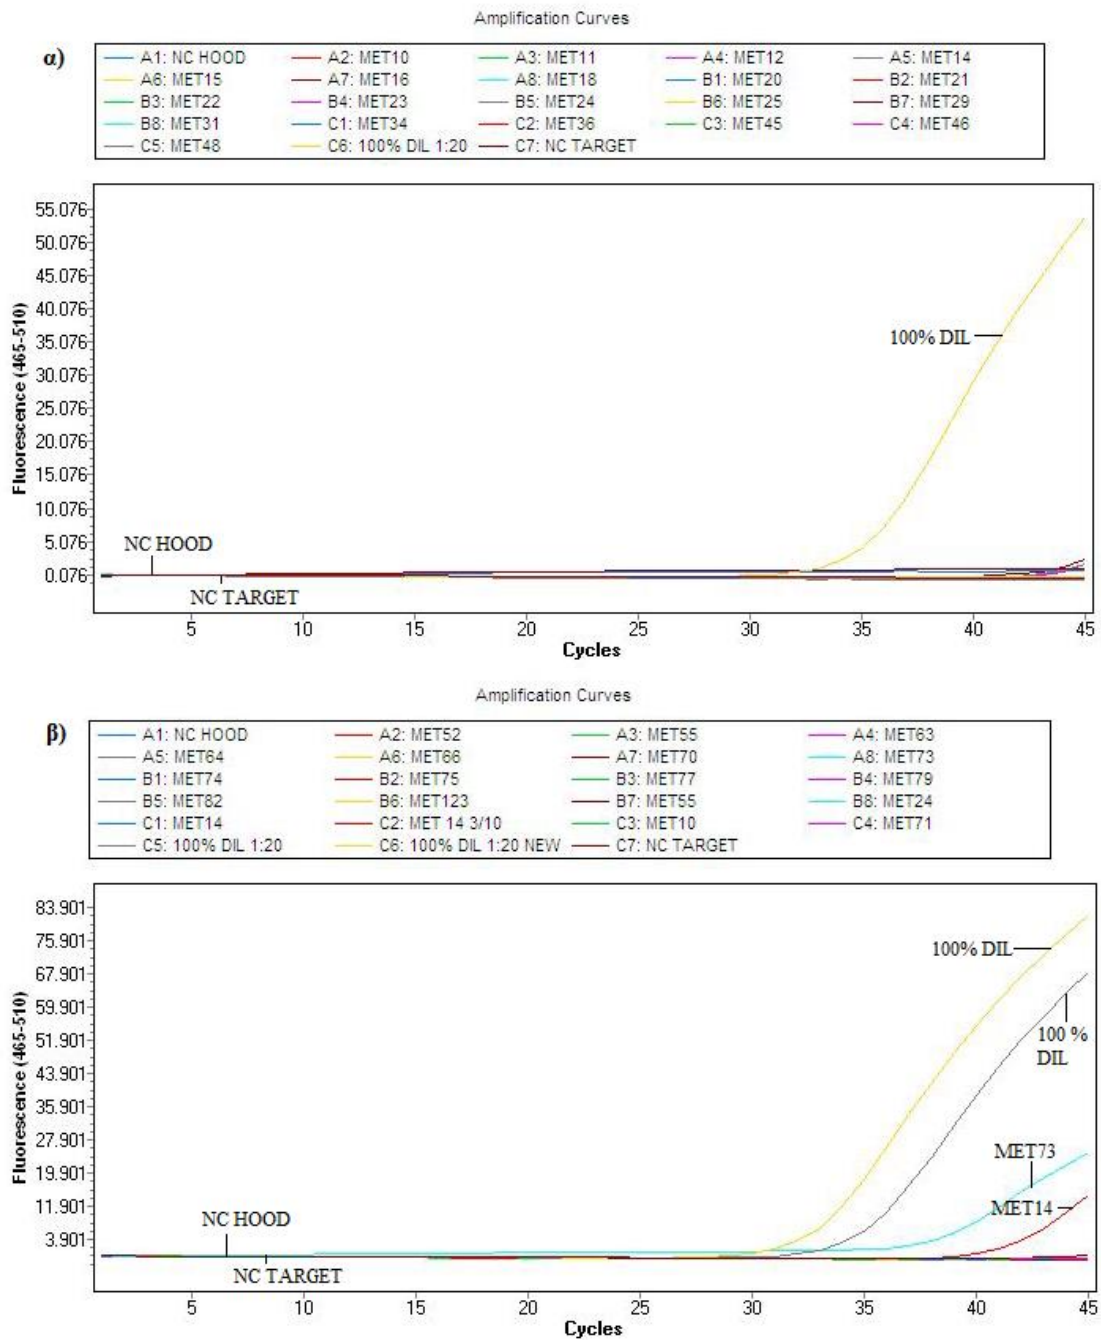 Amplification Curves
α)
A1: NC HOOD A2: MET10 A3: MET11 A4: MET12 A5: MET14
A6: MET15 A7: MET16 A8: MET18 B1: MET20 B2: MET21
B3: MET22 B4: MET23 B5: MET24 B6: MET25 B7: MET29
B8: MET31 C1: MET34 C2: MET36 C3: MET45 C4: MET46
C5: MET48 C6: 100% DIL 1:20 C7: NC TARGET
55.076
50.076
45.076
40.076
35.076
30.076
25.076
20.076
15.076
10.076
5.076
0.076
Fluorescence (465-510)
100% DIL
NC HOOD
NC TARGET
5 10 15 20 25 30 35 40 45
Cycles
Amplification Curves
β)
A1: NC HOOD A2: MET52 A3: MET55 A4: MET63
A5: MET64 A6: MET66 A7: MET70 A8: MET73
B1: MET74 B2: MET75 B3: MET77 B4: MET79
B5: MET82 B6: MET123 B7: MET55 B8: MET24
C1: MET14 C2: MET 14 3/10 C3: MET10 C4: MET71
C5: 100% DIL 1:20 C6: 100% DIL 1:20 NEW C7: NC TARGET
83.901
75.901
67.901
59.901
51.901
43.901
35.901
27.901
19.901
11.901
3.901
Fluorescence (465-510)
100% DIL
100 %
DIL
MET73
MET14
NC HOOD
NC TARGET
5 10 15 20 25 30 35 40 45
Cycles